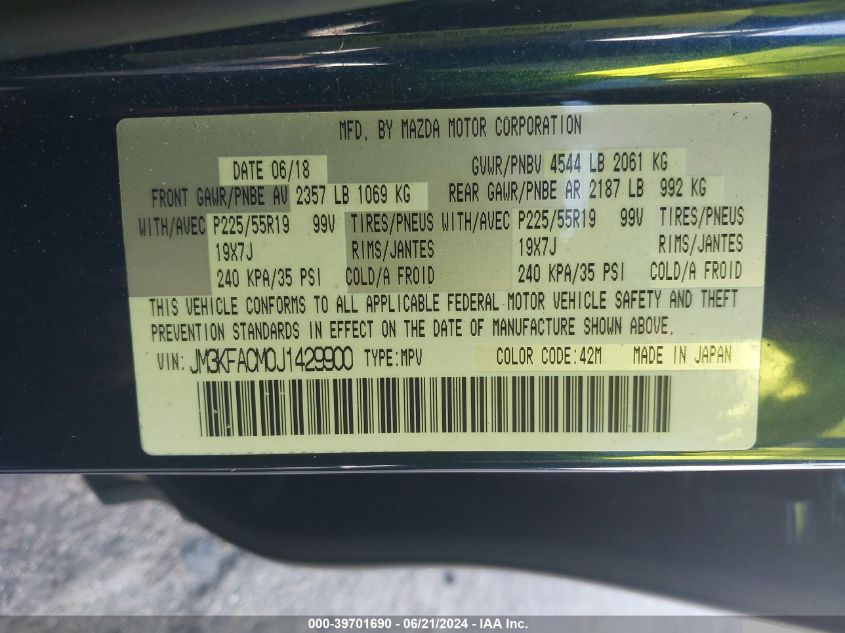 MFD. BY MAZDA MOTOR CORPORATION
DATE 06/18 GVWR/PNBV 4544 LB 2061 KG
FRONT GAWR/PNBE AV 2357 LB 1069 KG REAR GAWR/PNBE AR 2187 LB 992 KG
WITH/AVEC P225/55R19 99V TIRES/PNEUS WITH/AVEC P225/55R19 99V TIRES/PNEUS
19X7J RIMS/JANTES 19X7J RIMS/JANTES
240 KPA/35 PSI COLD/A FROID 240 KPA/35 PSI COLD/A FROID
THIS VEHICLE CONFORMS TO ALL APPLICABLE FEDERAL MOTOR VEHICLE SAFETY AND THEFT
PREVENTION STANDARDS IN EFFECT ON THE DATE OF MANUFACTURE SHOWN ABOVE.
VIN: JM3KFACM0J1429900 TYPE:MPV COLOR CODE:42M MADE IN JAPAN
000-39701690 - 06/21/2024 - IAA Inc.